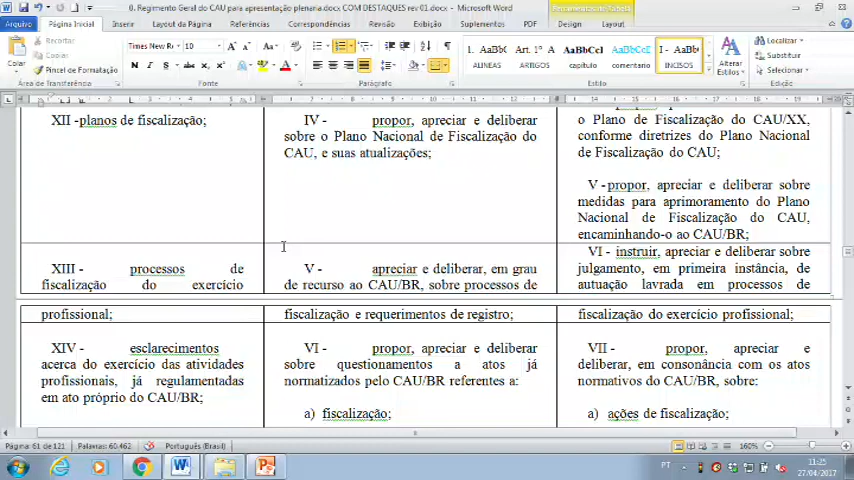 0. Regimento Geral do CAU para apresentação plenaria.docx COM DESTAQUES rev 01.docx - Microsoft Word
Ferramentas de Tabela
Arquivo Página Inicial Inserir Layout da Página Referências Correspondências Revisão Exibição Suplementos PDF Design Layout
Colar
Recortar
Copiar
Pincel de Formatação
Área de Transferência
Times New Ro 10
N I S
Fonte
Parágrafo
1. AaBbC Art. 1° A AaBbCcI AaBbCcI I - AaBb
ALINEAS ARTIGOS capítulo comentario INCISOS
Alterar Estilos
Estilo
Localizar
Substituir
Selecionar
Edição
XII -planos de fiscalização;
IV - propor, apreciar e deliberar
sobre o Plano Nacional de Fiscalização do
CAU, e suas atualizações;
o Plano de Fiscalização do CAU/XX,
conforme diretrizes do Plano Nacional
de Fiscalização do CAU;
V - propor, apreciar e deliberar sobre
medidas para aprimoramento do Plano
Nacional de Fiscalização do CAU,
encaminhando-o ao CAU/BR;
XIII - processos de
fiscalização do exercício
V - apreciar e deliberar, em grau
de recurso ao CAU/BR, sobre processos de
VI - instruir, apreciar e deliberar sobre
julgamento, em primeira instância, de
autuação lavrada em processos de
profissional;
fiscalização e requerimentos de registro;
fiscalização do exercício profissional;
XIV - esclarecimentos
acerca do exercício das atividades
profissionais, já regulamentadas
em ato próprio do CAU/BR;
VI - propor, apreciar e deliberar
sobre questionamentos a atos já
normatizados pelo CAU/BR referentes a:
a) fiscalização;
VII - propor, apreciar e
deliberar, em consonância com os atos
normativos do CAU/BR, sobre:
a) ações de fiscalização;
Página: 61 de 121 Palavras: 60.462 Português (Brasil) 160%
PT 11:25
27/04/2017